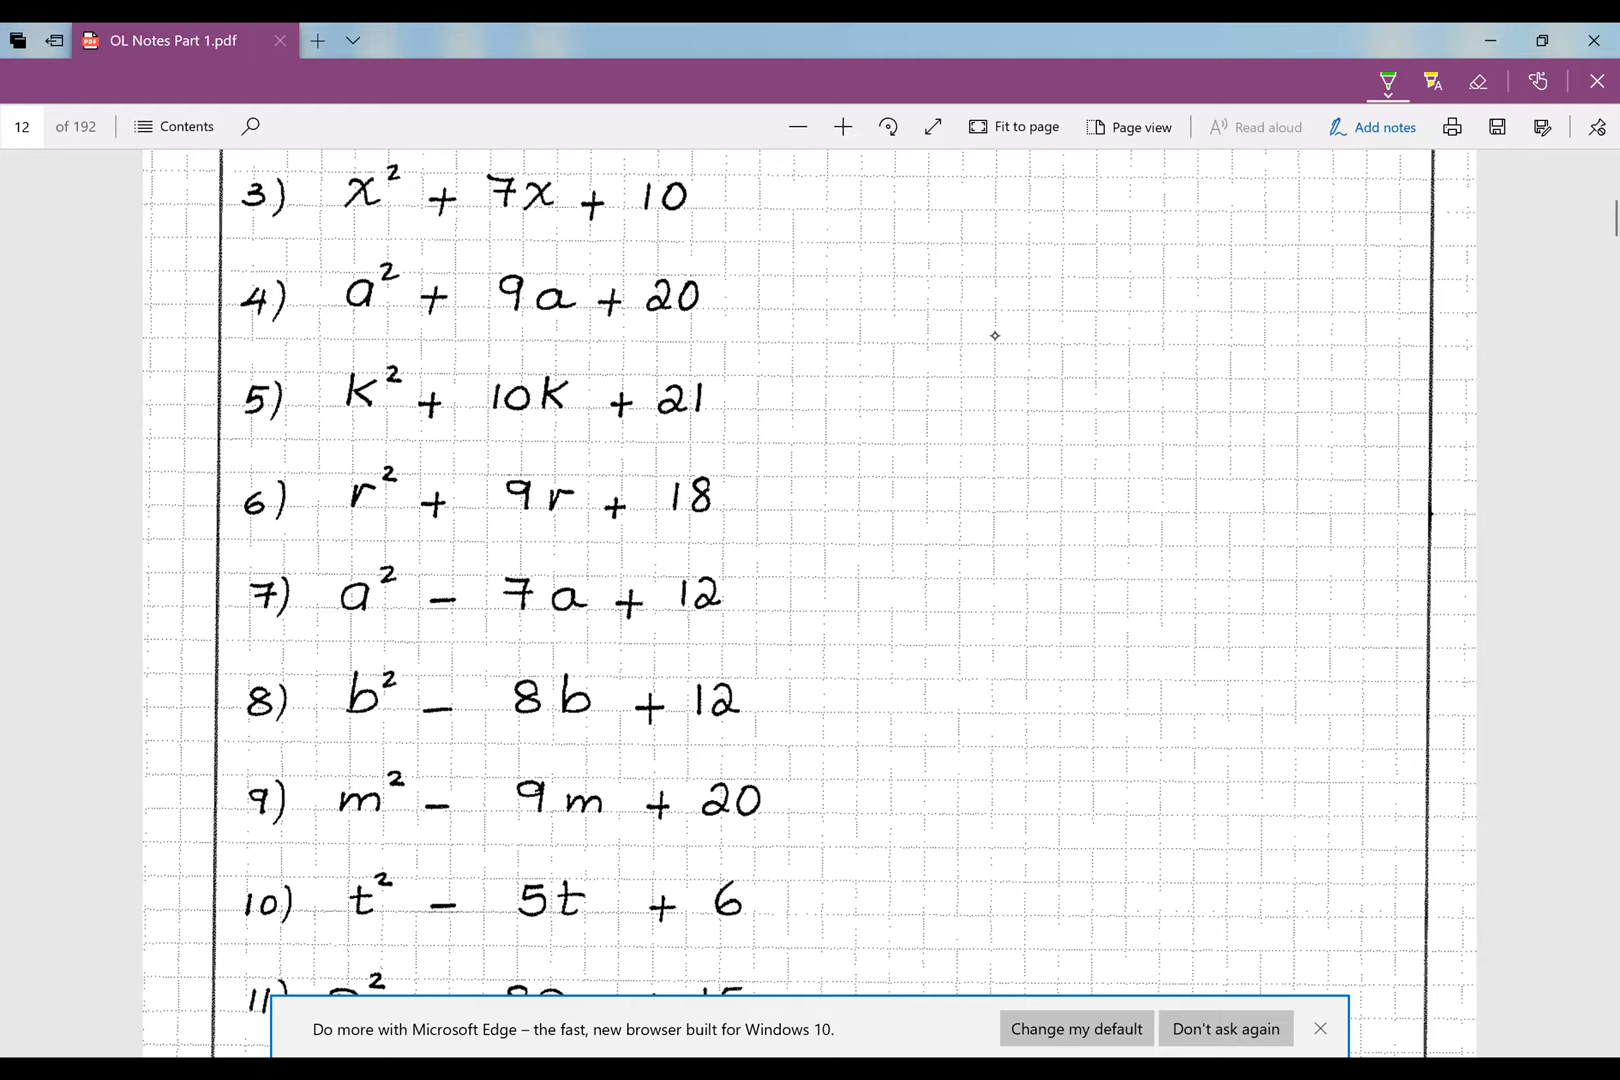 OL Notes Part 1.pdf
12 of 192 Contents Fit to page Page view Read aloud Add notes
3) x² + 7x + 10
4) a² + 9a + 20
5) k² + 10k + 21
6) r² + 9r + 18
7) a² - 7a + 12
8) b² - 8b + 12
9) m² - 9m + 20
10) t² - 5t + 6
11)
Do more with Microsoft Edge – the fast, new browser built for Windows 10. Change my default Don't ask again